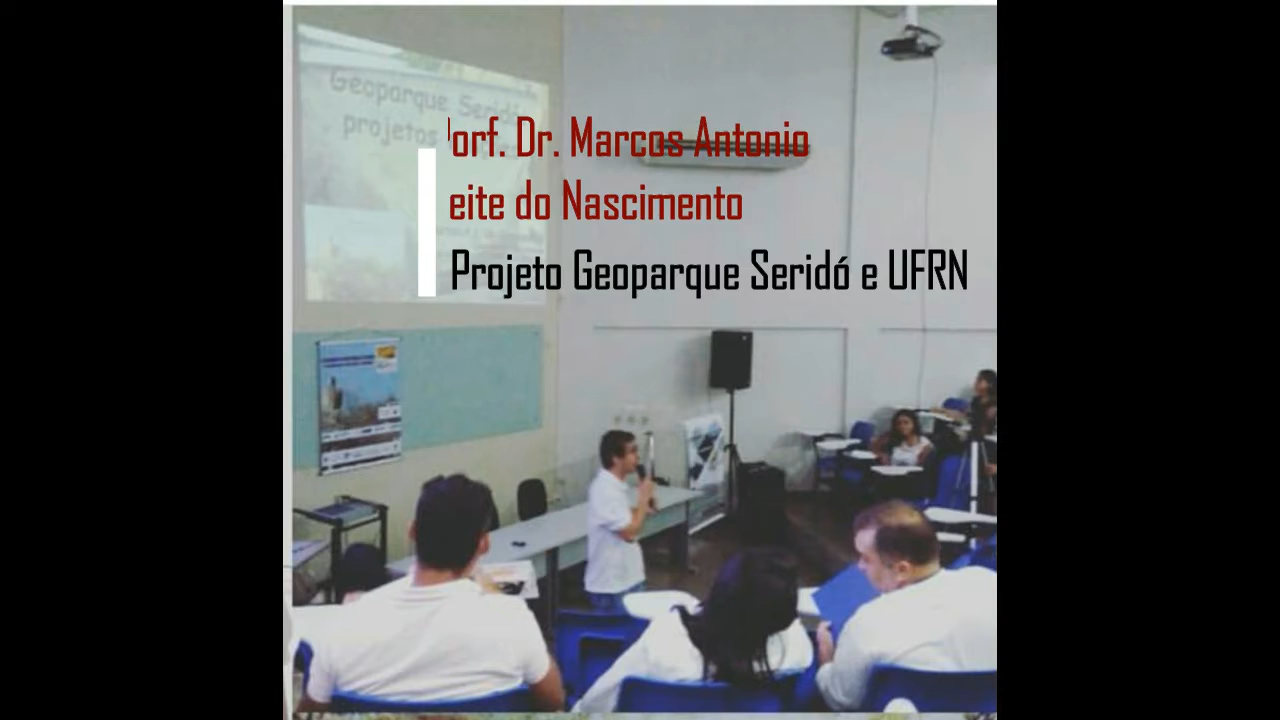 Geoparque Seridó
projetos
orf. Dr. Marcos Antonio
eite do Nascimento
Projeto Geoparque Seridó e UFRN